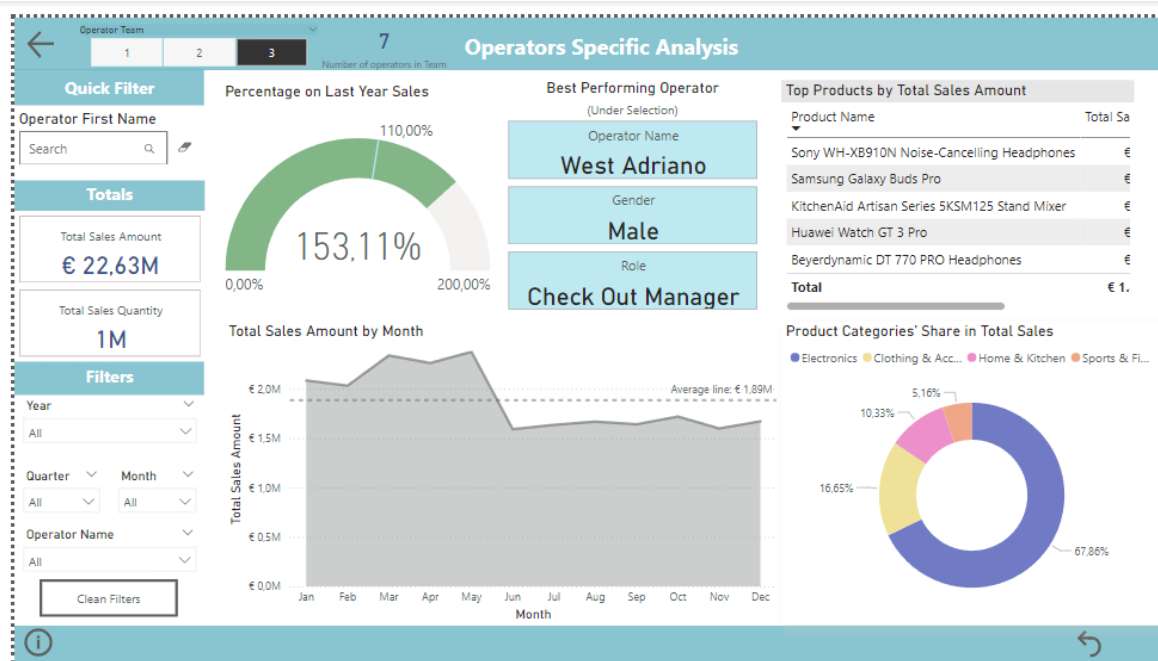 Operator Team
1
2
3
7
Number of operators in Team
Operators Specific Analysis
Quick Filter
Operator First Name
Search
Totals
Total Sales Amount
€ 22,63M
Total Sales Quantity
1M
Filters
Year
All
Quarter
Month
All
All
Operator Name
All
Clean Filters
Percentage on Last Year Sales
110,00%
153,11%
0,00%
200,00%
Best Performing Operator
(Under Selection)
Operator Name
West Adriano
Gender
Male
Role
Check Out Manager
Top Products by Total Sales Amount
Product Name Total Sa
Sony WH-XB910N Noise-Cancelling Headphones €
Samsung Galaxy Buds Pro €
KitchenAid Artisan Series 5KSM125 Stand Mixer €
Huawei Watch GT 3 Pro €
Beyerdynamic DT 770 PRO Headphones €
Total € 1.
Total Sales Amount by Month
Total Sales Amount
€ 2,0M
€ 1,5M
€ 1,0M
€ 0,5M
€ 0,0M
Average line: € 1,89M
Jan Feb Mar Apr May Jun Jul Aug Sep Oct Nov Dec
Month
Product Categories' Share in Total Sales
Electronics Clothing & Acc... Home & Kitchen Sports & Fi...
5,16%
10,33%
16,65%
67,86%